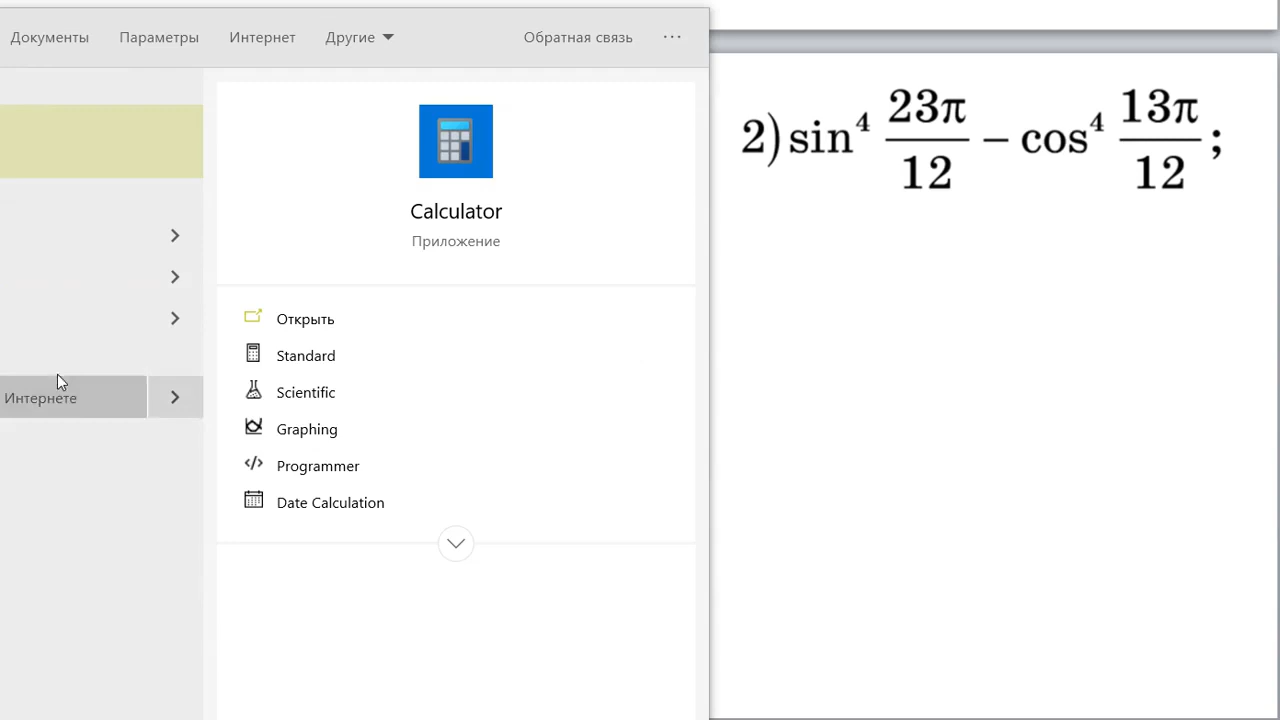 Документы Параметры Интернет Другие Обратная связь ...
Calculator
Приложение
Открыть
Standard
Scientific
Graphing
Programmer
Date Calculation
Интернете
2) sin⁴ 23π/12 – cos⁴ 13π/12 ;